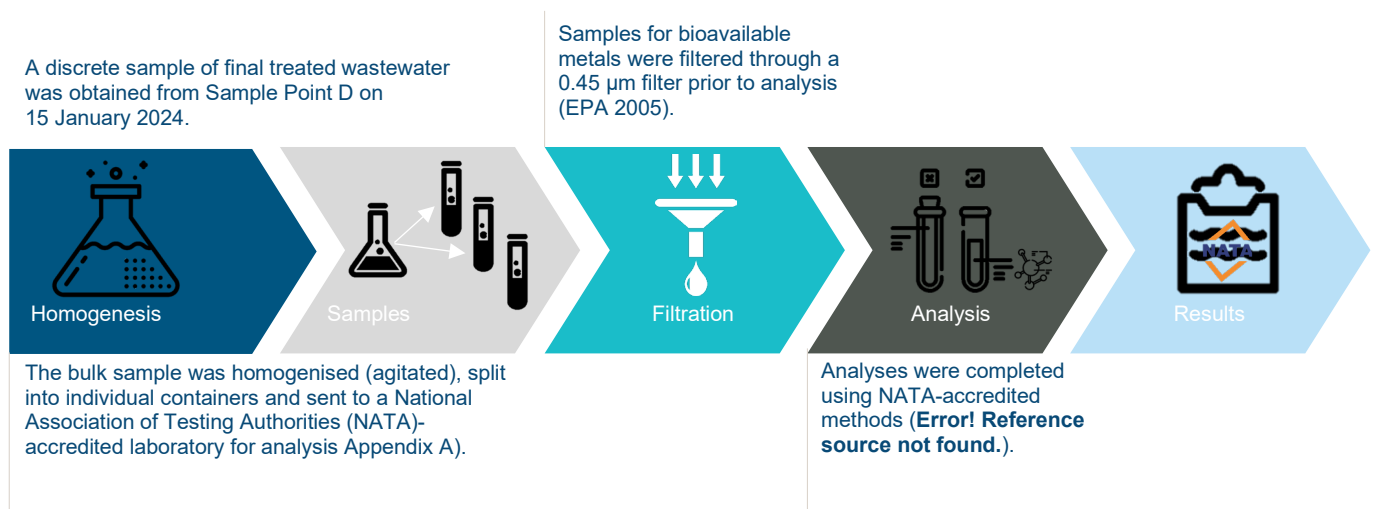 A discrete sample of final treated wastewater
was obtained from Sample Point D on
15 January 2024.
Samples for bioavailable
metals were filtered through a
0.45 µm filter prior to analysis
(EPA 2005).
Homogenesis
Samples
Filtration
Analysis
NATA
Results
The bulk sample was homogenised (agitated), split
into individual containers and sent to a National
Association of Testing Authorities (NATA)-
accredited laboratory for analysis Appendix A).
Analyses were completed
using NATA-accredited
methods (Error! Reference
source not found.).